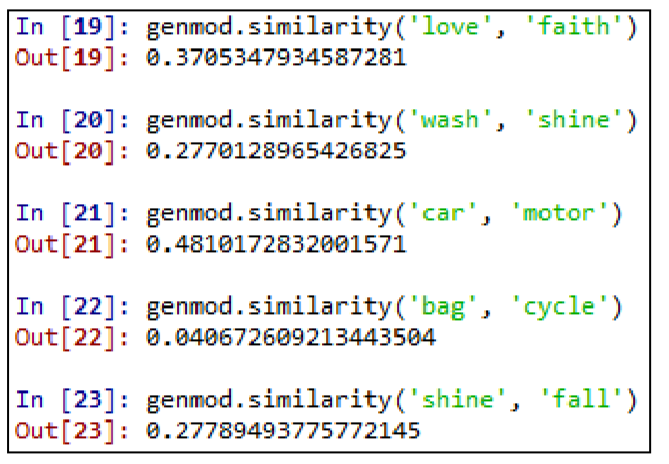 In [19]: genmod.similarity('love', 'faith')
Out[19]: 0.3705347934587281
In [20]: genmod.similarity('wash', 'shine')
Out[20]: 0.2770128965426825
In [21]: genmod.similarity('car', 'motor')
Out[21]: 0.4810172832001571
In [22]: genmod.similarity('bag', 'cycle')
Out[22]: 0.040672609213443504
In [23]: genmod.similarity('shine', 'fall')
Out[23]: 0.27789493775772145